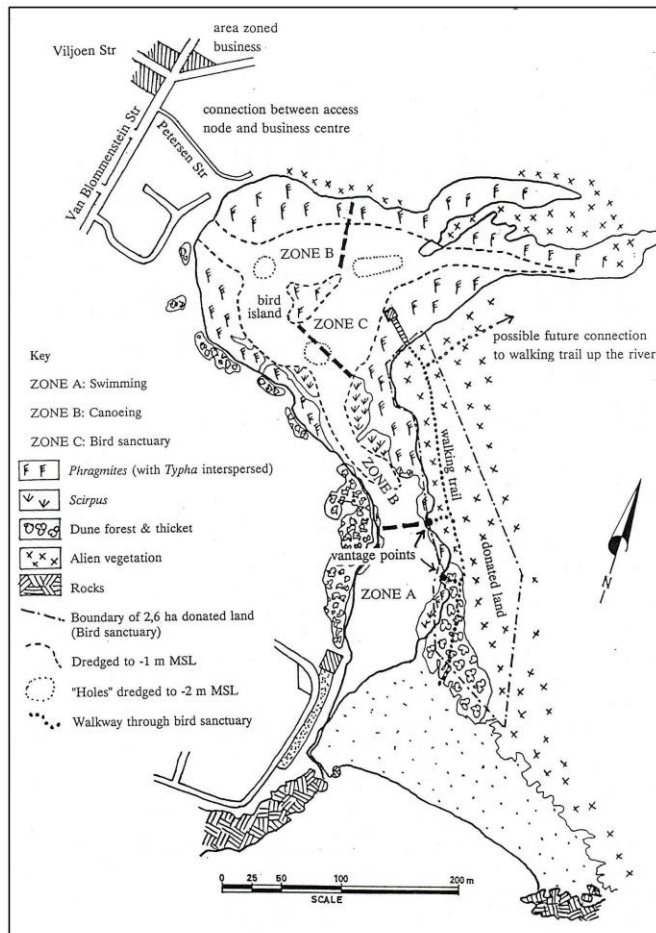 Viljoen Str
area zoned
business
Van Blommenstein Str
Petersen Str
connection between access
node and business centre
ZONE B
bird
island
ZONE C
possible future connection
to walking trail up the river
Key
ZONE A: Swimming
ZONE B: Canoeing
ZONE C: Bird sanctuary
Phragmites (with Typha interspersed)
Scirpus
Dune forest & thicket
Alien vegetation
Rocks
Boundary of 2,6 ha donated land
(Bird sanctuary)
Dredged to -1 m MSL
"Holes" dredged to -2 m MSL
Walkway through bird sanctuary
ZONE B
walking trail
donated land
vantage points
ZONE A
N
0 25 50 100 200 m
SCALE